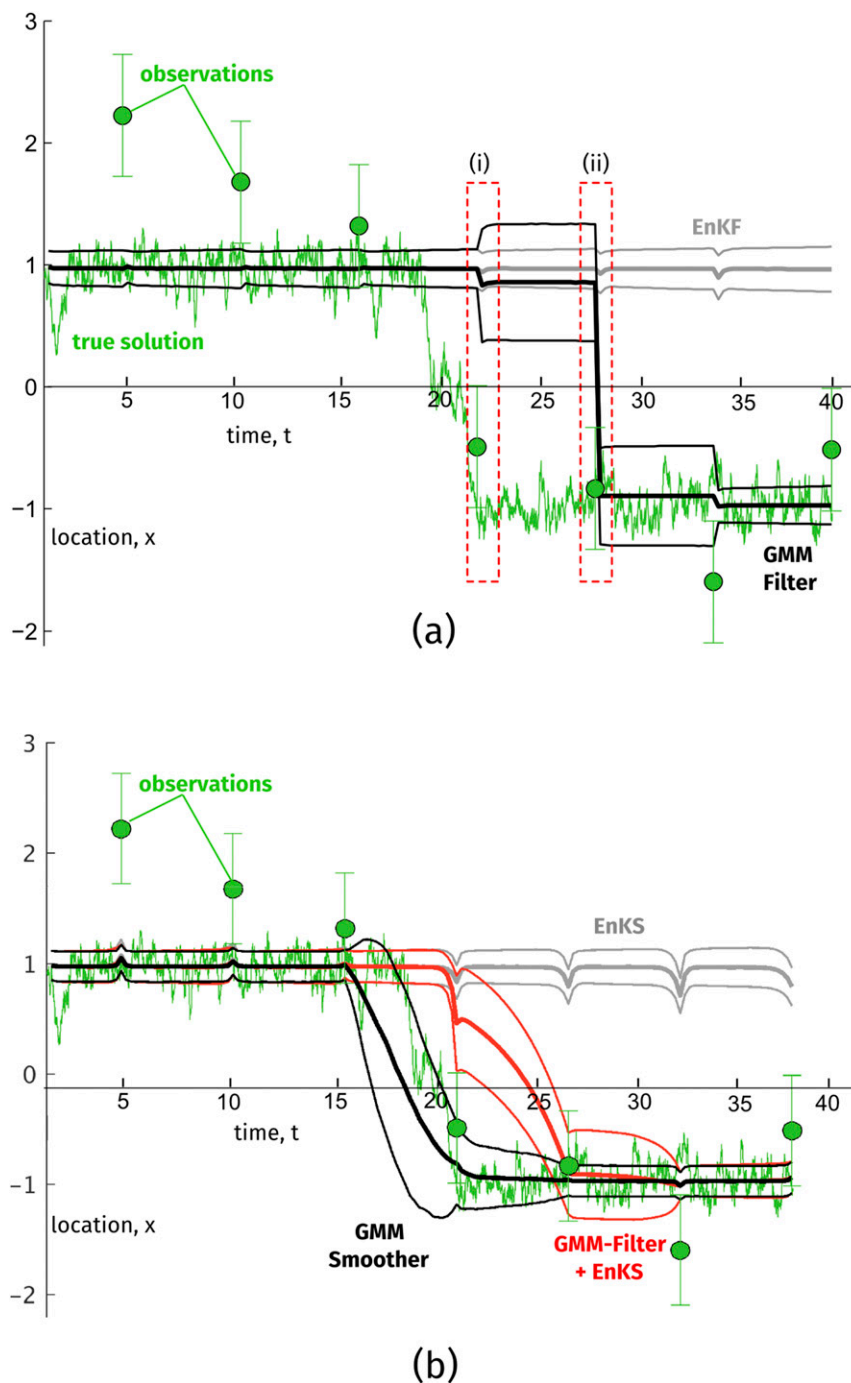 3
observations
2
(i)
(ii)
EnKF
1
true solution
0
5
10
15
20
25
30
35
40
time, t
-1
location, x
GMM
Filter
-2
(a)
3
observations
2
EnKS
1
0
5
10
15
20
25
30
35
40
time, t
-1
location, x
GMM
Smoother
GMM-Filter
+ EnKS
-2
(b)